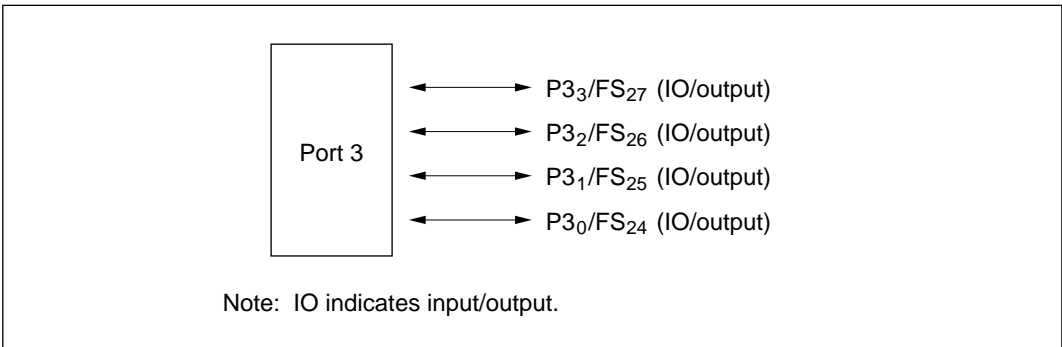 Port 3
P3₃/FS₂₇ (IO/output)
P3₂/FS₂₆ (IO/output)
P3₁/FS₂₅ (IO/output)
P3₀/FS₂₄ (IO/output)
Note: IO indicates input/output.